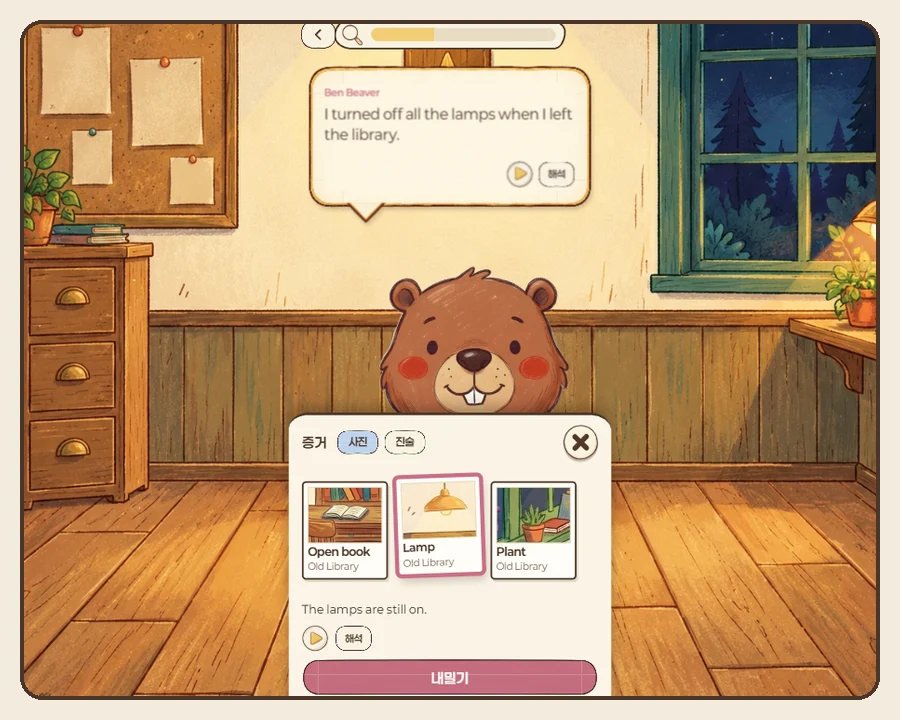 Ben Beaver
I turned off all the lamps when I left
the library.
해석
증거 사진 진술
Open book
Old Library
Lamp
Old Library
Plant
Old Library
The lamps are still on.
해석
내밀기